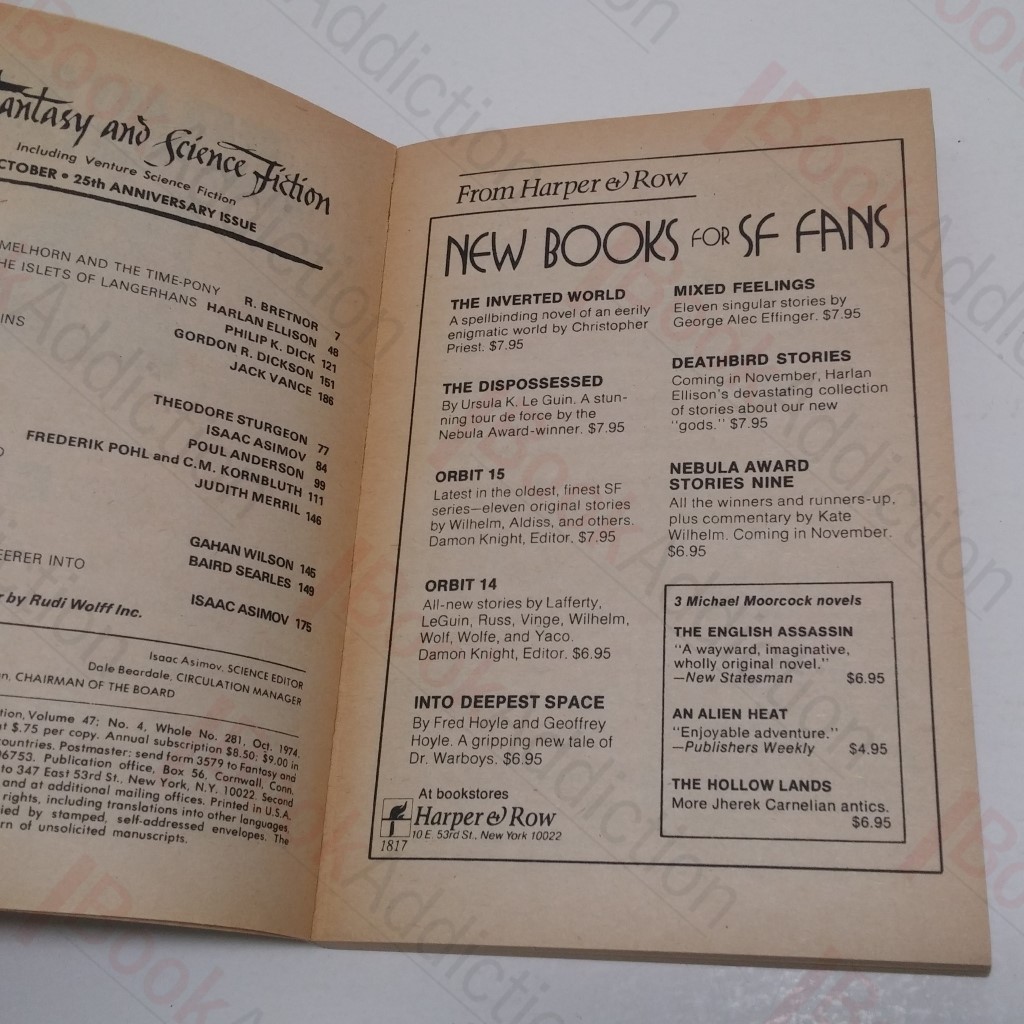 Fantasy and Science Fiction
Including Venture Science Fiction
OCTOBER • 25th ANNIVERSARY ISSUE
AND THE TIME-PONY R. BRETNOR 7
THE ISLETS OF LANGERHANS HARLAN ELLISON 48
PHILIP K. DICK 121
GORDON R. DICKSON 151
JACK VANCE 186
THEODORE STURGEON 77
ISAAC ASIMOV 84
POUL ANDERSON 99
FREDERIK POHL and C.M. KORNBLUTH 111
JUDITH MERRIL 146
GAHAN WILSON 145
BAIRD SEARLES 149
INTO
ISAAC ASIMOV 175
by Rudi Wolff Inc.
Isaac Asimov, SCIENCE EDITOR
Dale Beardale, CIRCULATION MANAGER
CHAIRMAN OF THE BOARD
Volume 47; No. 4, Whole No. 281, Oct. 1974.
$.75 per copy. Annual subscription $8.50; $9.00 in
countries. Postmaster: send form 3579 to Fantasy and
06753. Publication office, Box 56, Cornwall, Conn.
to 347 East 53rd St., New York, N.Y. 10022. Second
and at additional mailing offices. Printed in U.S.A.
rights, including translations into other languages,
by stamped, self-addressed envelopes. The
of unsolicited manuscripts.
From Harper & Row
NEW BOOKS FOR SF FANS
THE INVERTED WORLD
A spellbinding novel of an eerily
enigmatic world by Christopher
Priest. $7.95
THE DISPOSSESSED
By Ursula K. Le Guin. A stun-
ning tour de force by the
Nebula Award-winner. $7.95
ORBIT 15
Latest in the oldest, finest SF
series—eleven original stories
by Wilhelm, Aldiss, and others.
Damon Knight, Editor. $7.95
ORBIT 14
All-new stories by Lafferty,
LeGuin, Russ, Vinge, Wilhelm,
Wolf, Wolfe, and Yaco.
Damon Knight, Editor. $6.95
INTO DEEPEST SPACE
By Fred Hoyle and Geoffrey
Hoyle. A gripping new tale of
Dr. Warboys. $6.95
At bookstores
Harper & Row
10 E. 53rd St., New York 10022
1817
MIXED FEELINGS
Eleven singular stories by
George Alec Effinger. $7.95
DEATHBIRD STORIES
Coming in November, Harlan
Ellison's devastating collection
of stories about our new
"gods." $7.95
NEBULA AWARD
STORIES NINE
All the winners and runners-up,
plus commentary by Kate
Wilhelm. Coming in November.
$6.95
3 Michael Moorcock novels
THE ENGLISH ASSASSIN
"A wayward, imaginative,
wholly original novel."
—New Statesman $6.95
AN ALIEN HEAT
"Enjoyable adventure."
—Publishers Weekly $4.95
THE HOLLOW LANDS
More Jherek Carnelian antics.
$6.95
BookAddiction